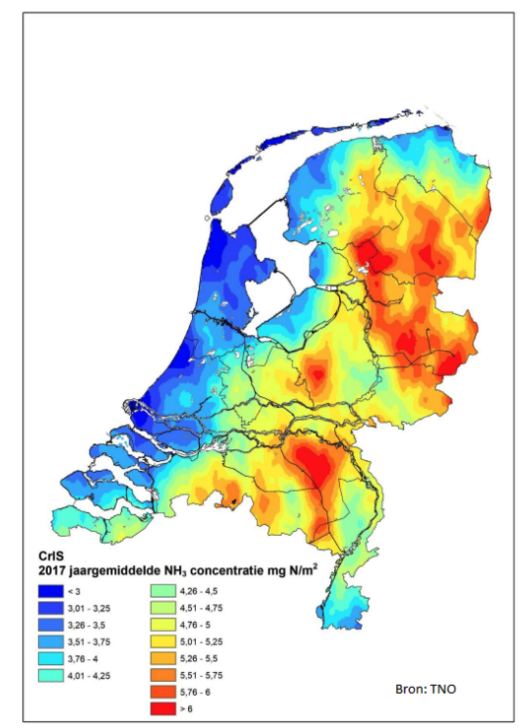 CrIS
2017 jaargemiddelde NH₃ concentratie mg N/m²
< 3
3,01 - 3,25
3,26 - 3,5
3,51 - 3,75
3,76 - 4
4,01 - 4,25
4,26 - 4,5
4,51 - 4,75
4,76 - 5
5,01 - 5,25
5,26 - 5,5
5,51 - 5,75
5,76 - 6
> 6
Bron: TNO